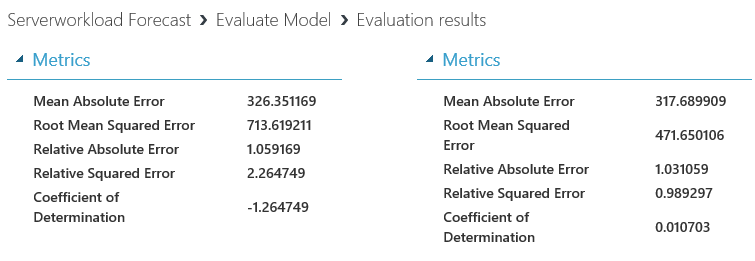 Serverworkload Forecast › Evaluate Model › Evaluation results
Metrics
Mean Absolute Error 326.351169
Root Mean Squared Error 713.619211
Relative Absolute Error 1.059169
Relative Squared Error 2.264749
Coefficient of
Determination -1.264749
Metrics
Mean Absolute Error 317.689909
Root Mean Squared
Error 471.650106
Relative Absolute Error 1.031059
Relative Squared Error 0.989297
Coefficient of
Determination 0.010703